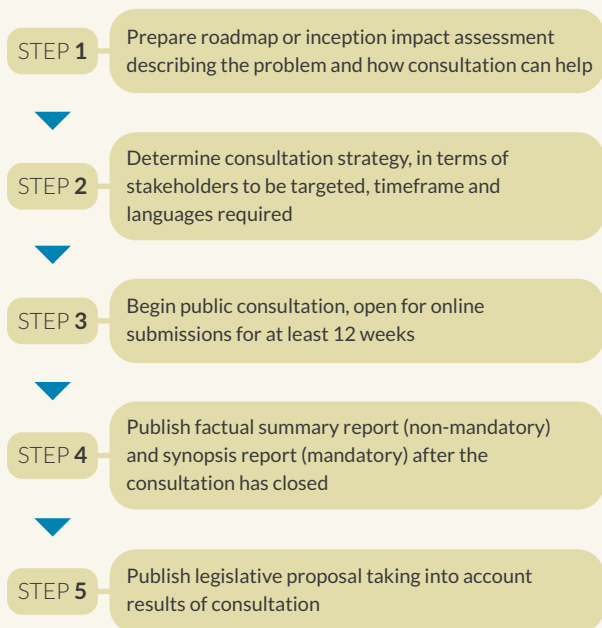 STEP 1
Prepare roadmap or inception impact assessment
describing the problem and how consultation can help
STEP 2
Determine consultation strategy, in terms of
stakeholders to be targeted, timeframe and
languages required
STEP 3
Begin public consultation, open for online
submissions for at least 12 weeks
STEP 4
Publish factual summary report (non-mandatory)
and synopsis report (mandatory) after the
consultation has closed
STEP 5
Publish legislative proposal taking into account
results of consultation